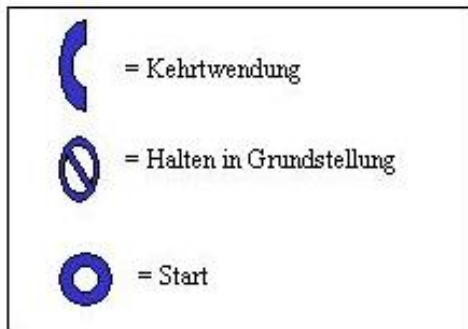 = Kehrtwendung
= Halten in Grundstellung
= Start